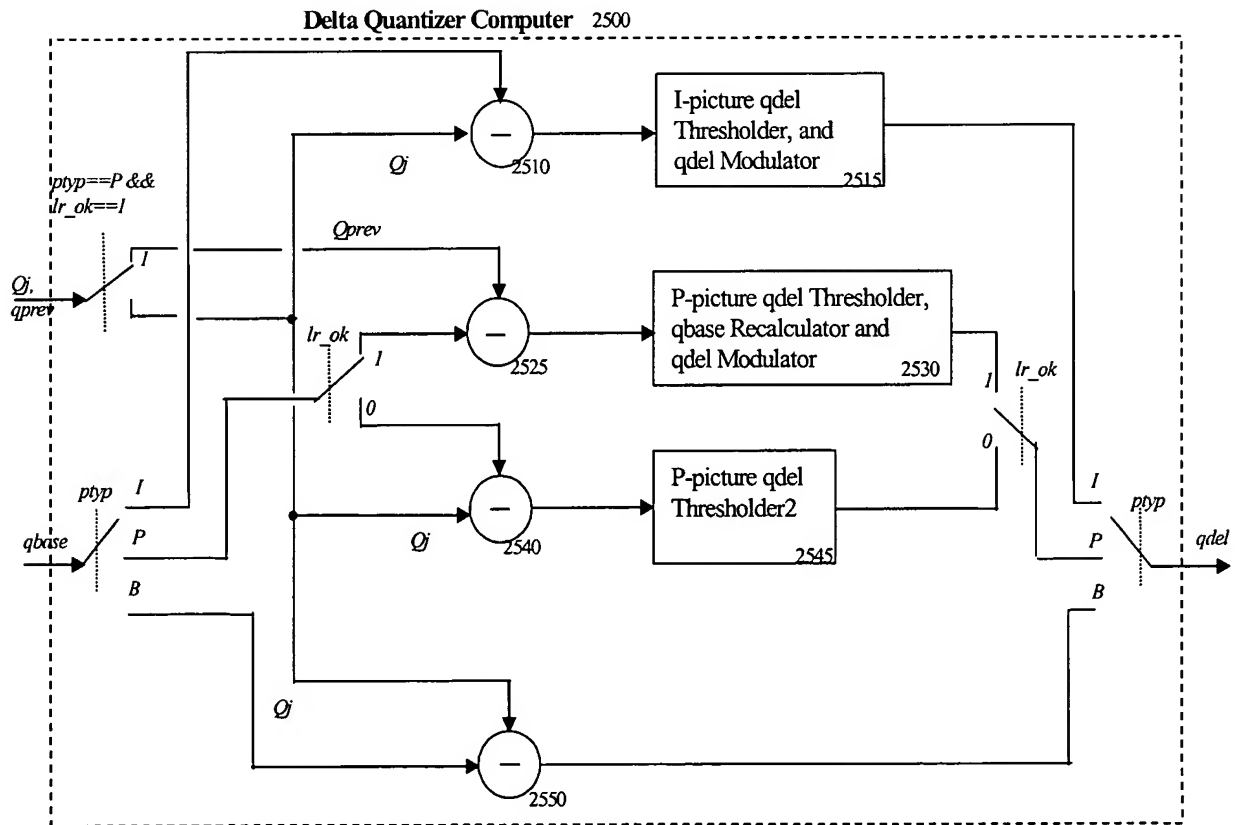 Delta Quantizer Computer 2500
I-picture qdel
Thresholder, and
qdel Modulator
2515
Qj
2510
ptyp==P &&
lr_ok==1
Qprev
1
Qj,
qprev
P-picture qdel Thresholder,
qbase Recalculator and
qdel Modulator
2530
lr_ok
1
2525
lr_ok
1
0
0
P-picture qdel
Thresholder2
2545
ptyp
I
P
B
qbase
Qj
2540
I
P
B
ptyp
qdel
Qj
2550